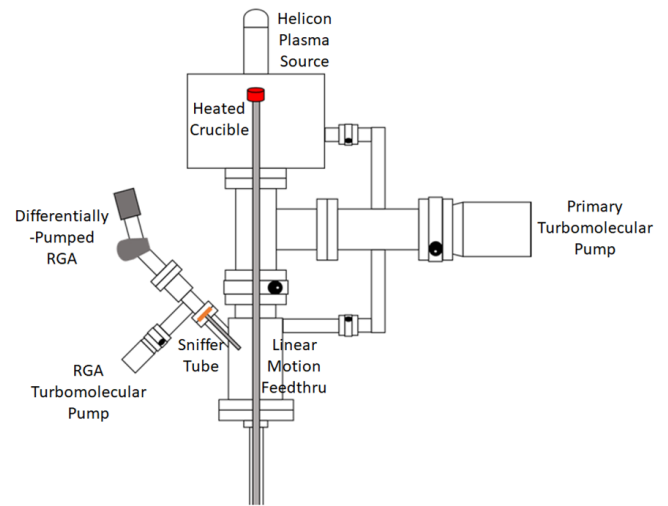 Helicon
Plasma
Source
Heated
Crucible
Differentially
-Pumped
RGA
Primary
Turbomolecular
Pump
Sniffer
Tube
Linear
Motion
Feedthru
RGA
Turbomolecular
Pump